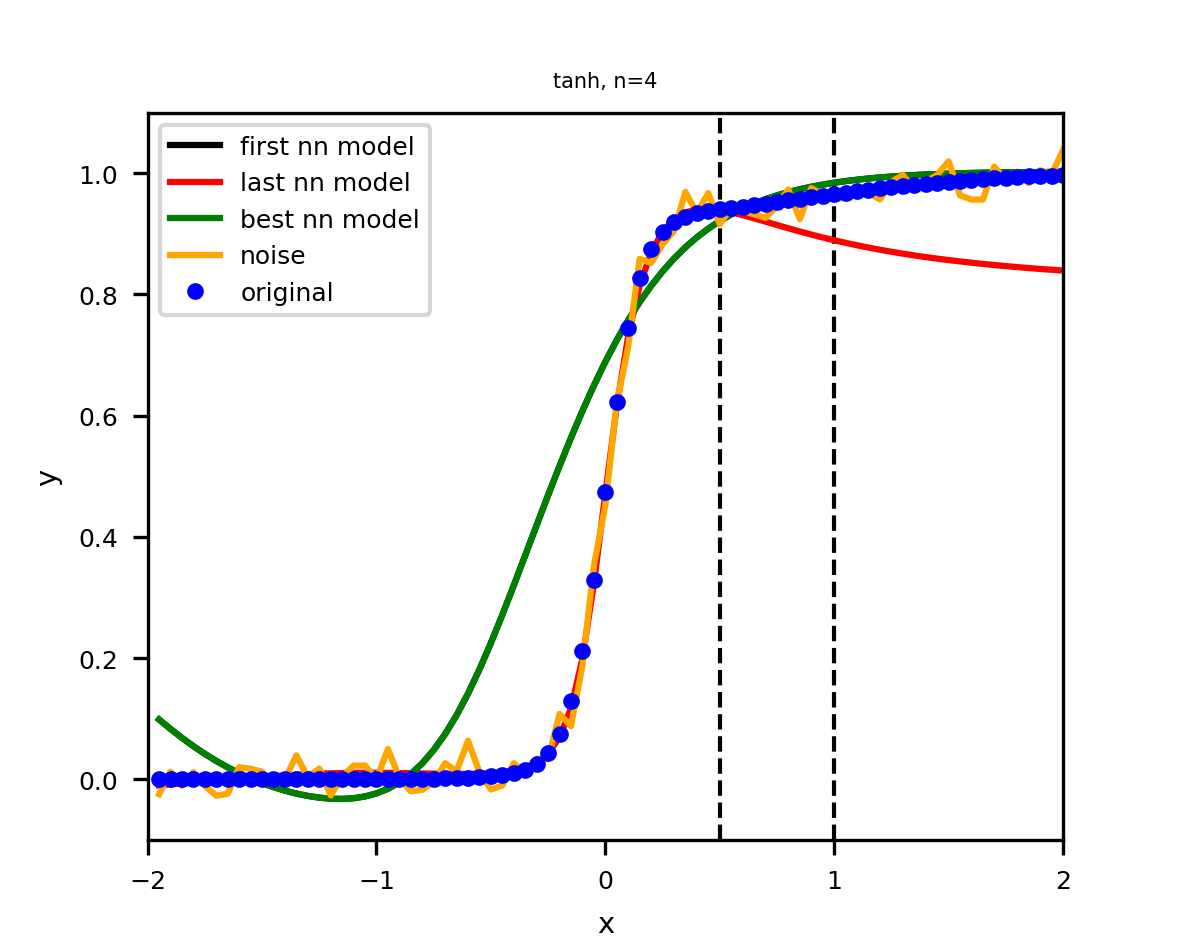 tanh, n=4
first nn model
last nn model
best nn model
noise
original
1.0
0.8
0.6
0.4
0.2
0.0
y
−2
−1
0
1
2
x